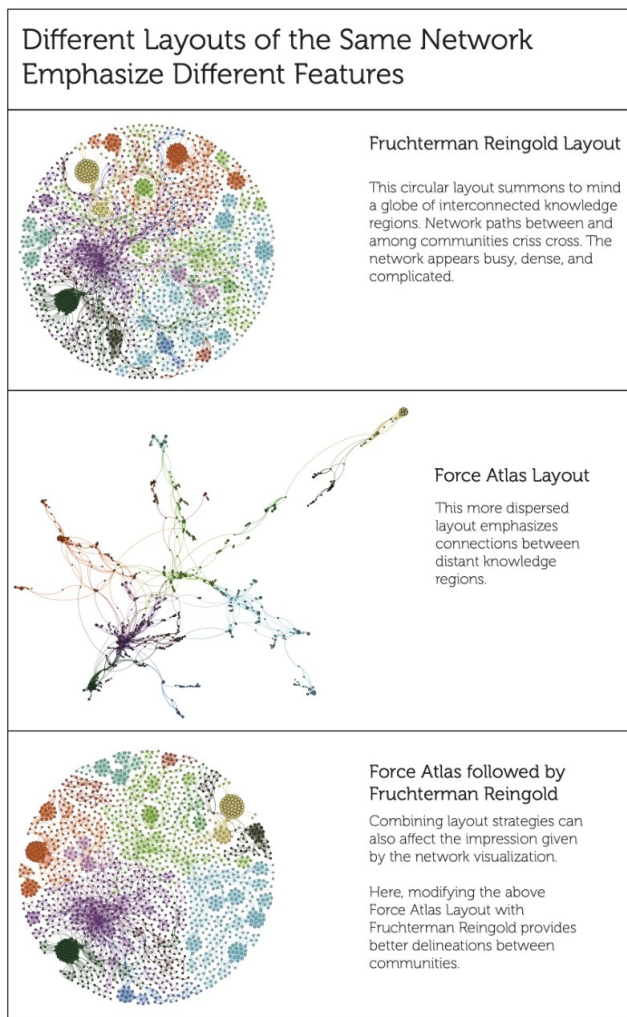 Different Layouts of the Same Network
Emphasize Different Features
Fruchterman Reingold Layout
This circular layout summons to mind
a globe of interconnected knowledge
regions. Network paths between and
among communities criss cross. The
network appears busy, dense, and
complicated.
Force Atlas Layout
This more dispersed
layout emphasizes
connections between
distant knowledge
regions.
Force Atlas followed by
Fruchterman Reingold
Combining layout strategies can
also affect the impression given
by the network visualization.
Here, modifying the above
Force Atlas Layout with
Fruchterman Reingold provides
better delineations between
communities.